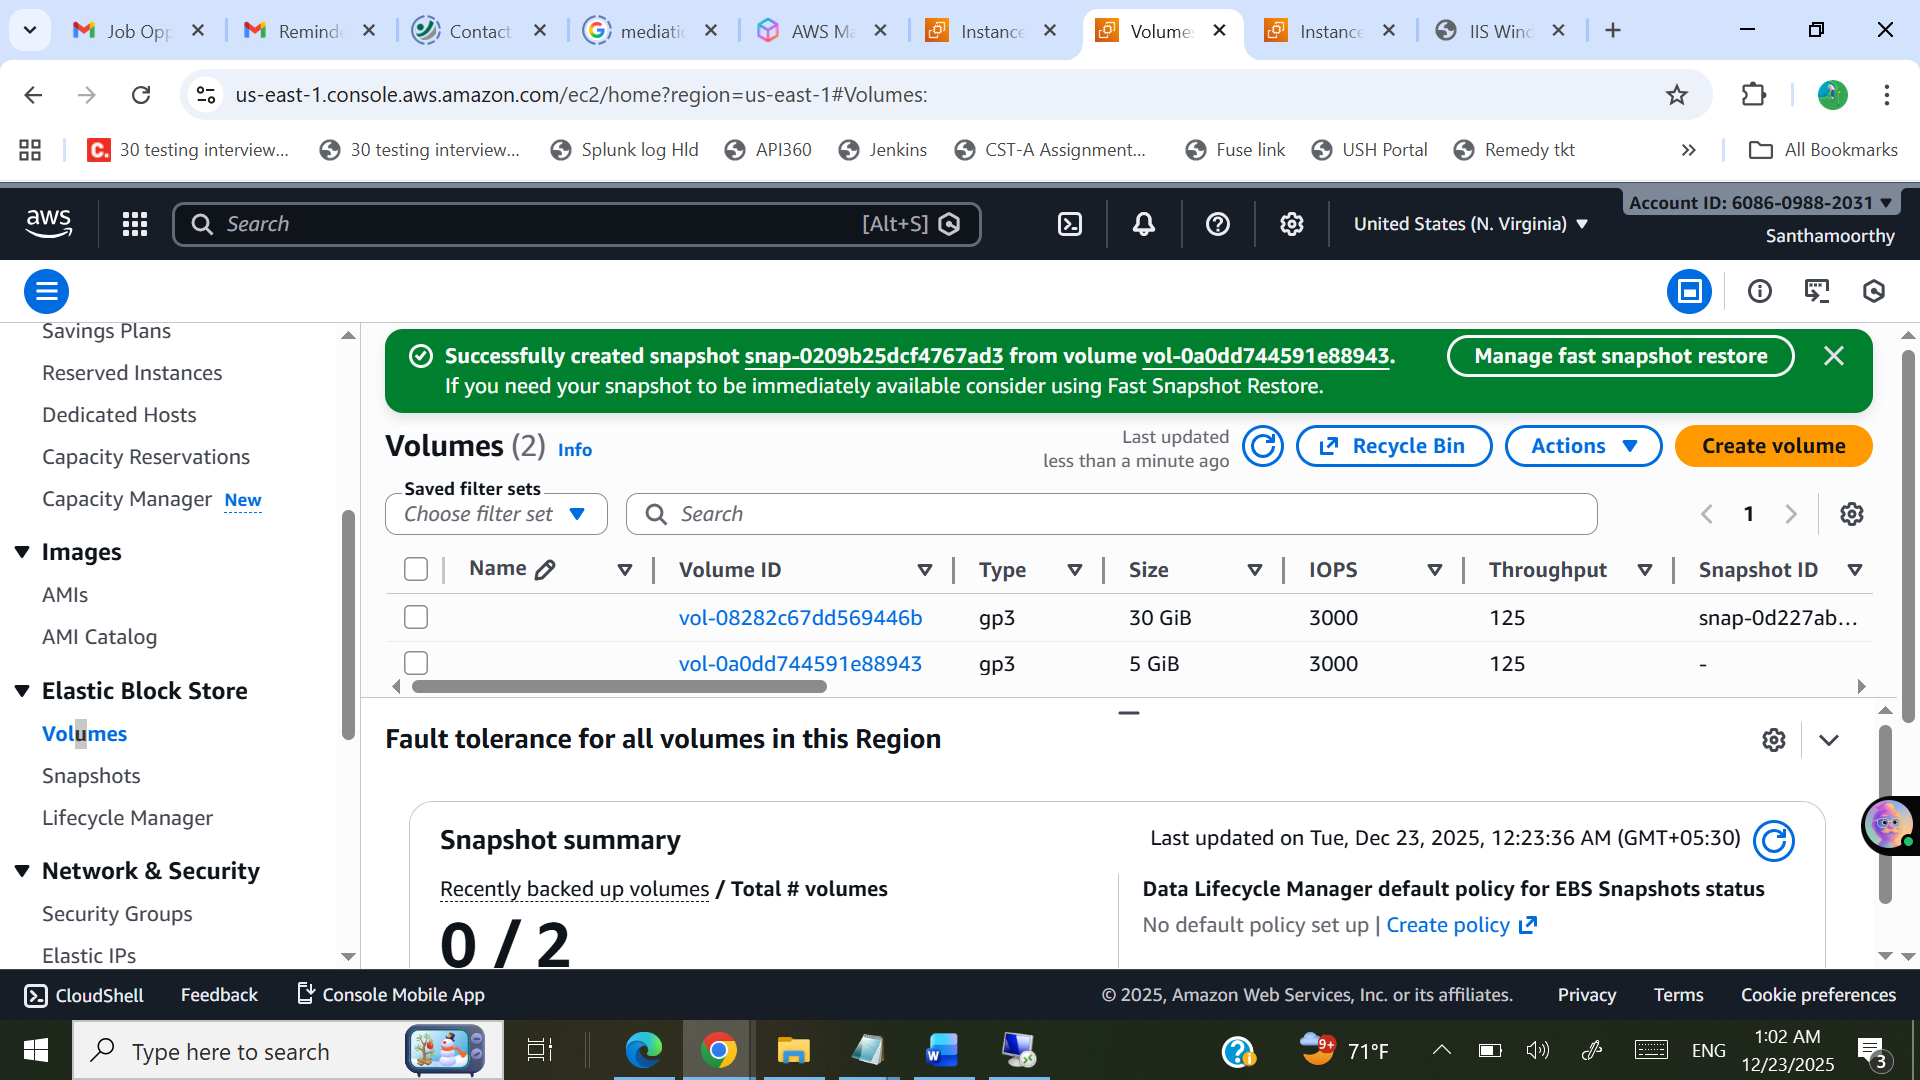 Job Opp
Reminde
Contact
mediatio
AWS Ma
Instance
Volumes
Instance
IIS Wind
us-east-1.console.aws.amazon.com/ec2/home?region=us-east-1#Volumes:
30 testing interview...
30 testing interview...
Splunk log Hld
API360
Jenkins
CST-A Assignment...
Fuse link
USH Portal
Remedy tkt
All Bookmarks
aws
Search
[Alt+S]
United States (N. Virginia)
Account ID: 6086-0988-2031
Santhamoorthy
Savings Plans
Reserved Instances
Dedicated Hosts
Capacity Reservations
Capacity Manager New
Images
AMIs
AMI Catalog
Elastic Block Store
Volumes
Snapshots
Lifecycle Manager
Network & Security
Security Groups
Elastic IPs
Successfully created snapshot snap-0209b25dcf4767ad3 from volume vol-0a0dd744591e88943.
If you need your snapshot to be immediately available consider using Fast Snapshot Restore.
Manage fast snapshot restore
Volumes (2) Info
Last updated
less than a minute ago
Recycle Bin
Actions
Create volume
Saved filter sets
Choose filter set
Search
1
Name Volume ID Type Size IOPS Throughput Snapshot ID
vol-08282c67dd569446b gp3 30 GiB 3000 125 snap-0d227ab...
vol-0a0dd744591e88943 gp3 5 GiB 3000 125 -
Fault tolerance for all volumes in this Region
Snapshot summary
Last updated on Tue, Dec 23, 2025, 12:23:36 AM (GMT+05:30)
Recently backed up volumes / Total # volumes
0 / 2
Data Lifecycle Manager default policy for EBS Snapshots status
No default policy set up | Create policy
CloudShell
Feedback
Console Mobile App
© 2025, Amazon Web Services, Inc. or its affiliates.
Privacy
Terms
Cookie preferences
Type here to search
9+
71°F
ENG
1:02 AM
12/23/2025
3